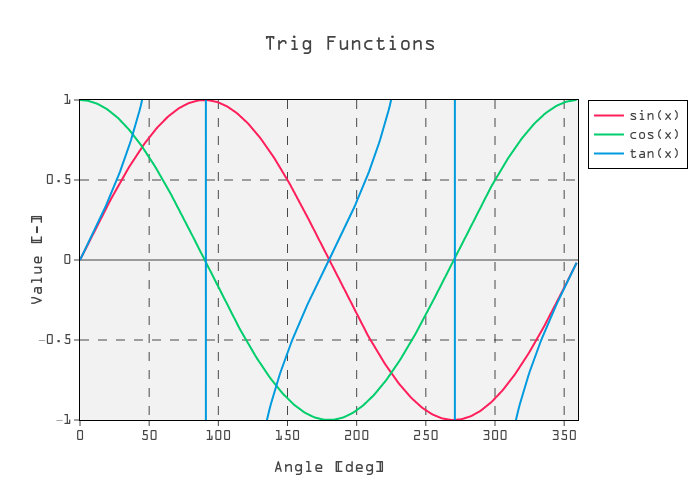 Trig Functions
sin(x)
cos(x)
tan(x)
Value [-]
1
0.5
0
-0.5
-1
0 50 100 150 200 250 300 350
Angle [deg]